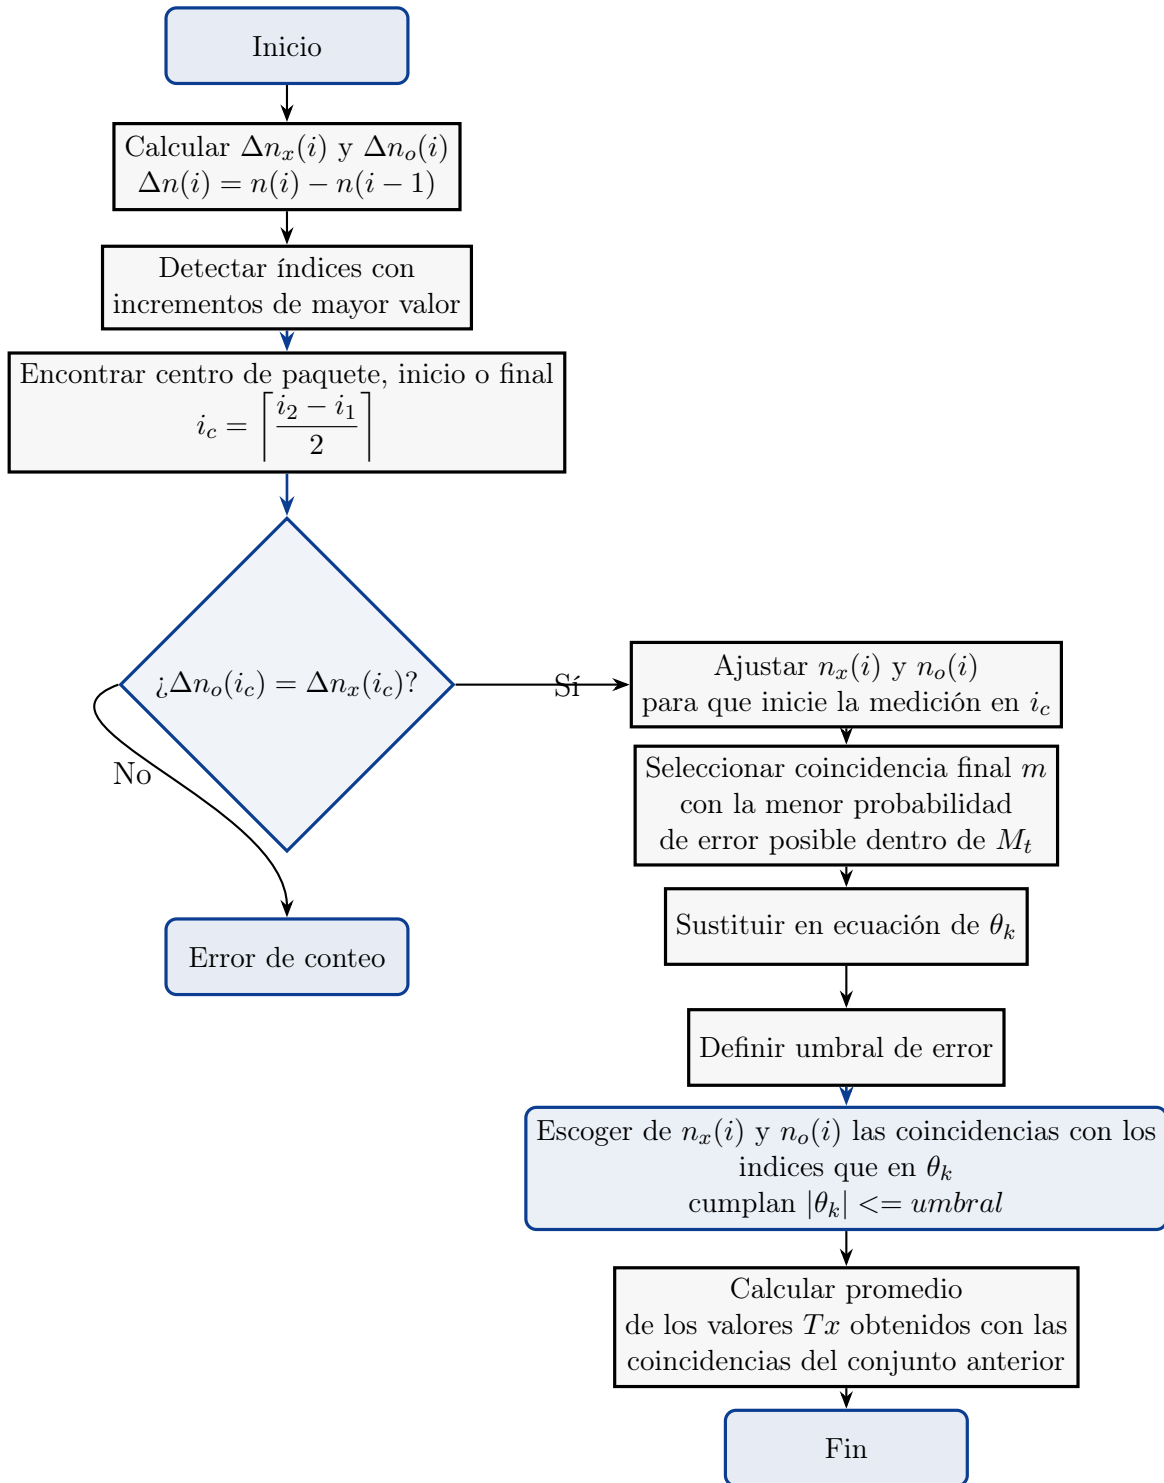 Inicio
Calcular Δn_x(i) y Δn_o(i)
Δn(i) = n(i) − n(i − 1)
Detectar índices con
incrementos de mayor valor
Encontrar centro de paquete, inicio o final
i_c = ⌈(i_2 − i_1)/2⌉
¿Δn_o(i_c) = Δn_x(i_c)?
Sí
No
Error de conteo
Ajustar n_x(i) y n_o(i)
para que inicie la medición en i_c
Seleccionar coincidencia final m
con la menor probabilidad
de error posible dentro de M_t
Sustituir en ecuación de θ_k
Definir umbral de error
Escoger de n_x(i) y n_o(i) las coincidencias con los
indices que en θ_k
cumplan |θ_k| <= umbral
Calcular promedio
de los valores Tx obtenidos con las
coincidencias del conjunto anterior
Fin